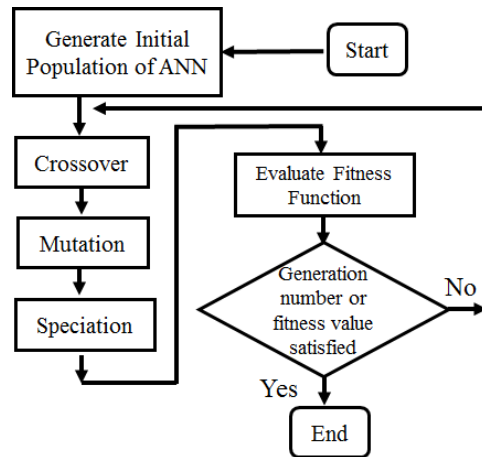 Generate Initial
Population of ANN
Start
Crossover
Mutation
Speciation
Evaluate Fitness
Function
Generation
number or
fitness value
satisfied
No
Yes
End